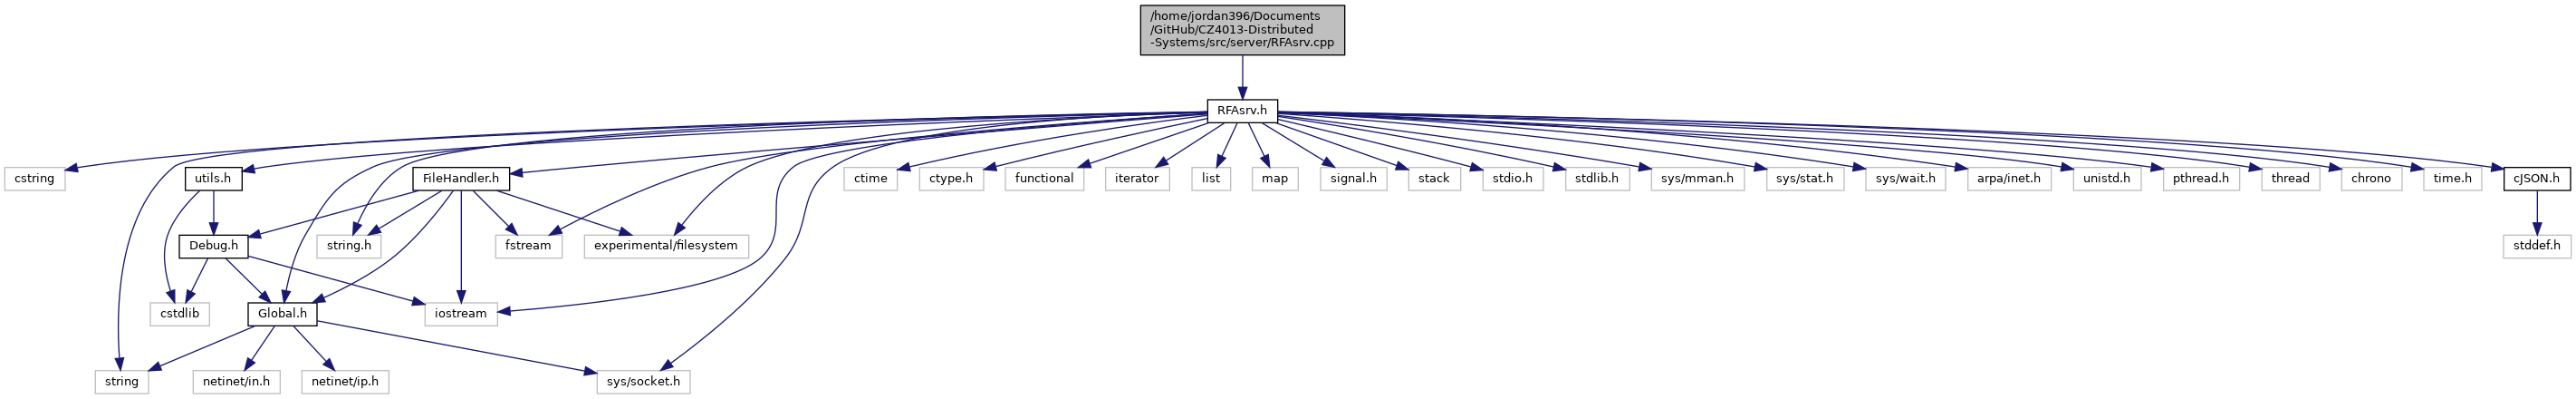 /home/jordan396/Documents
/GitHub/CZ4013-Distributed
-Systems/src/server/RFAsrv.cpp
RFAsrv.h
cstring
utils.h
FileHandler.h
ctime
ctype.h
functional
iterator
list
map
signal.h
stack
stdio.h
stdlib.h
sys/mman.h
sys/stat.h
sys/wait.h
arpa/inet.h
unistd.h
pthread.h
thread
chrono
time.h
cJSON.h
Debug.h
string.h
fstream
experimental/filesystem
stddef.h
cstdlib
Global.h
iostream
string
netinet/in.h
netinet/ip.h
sys/socket.h